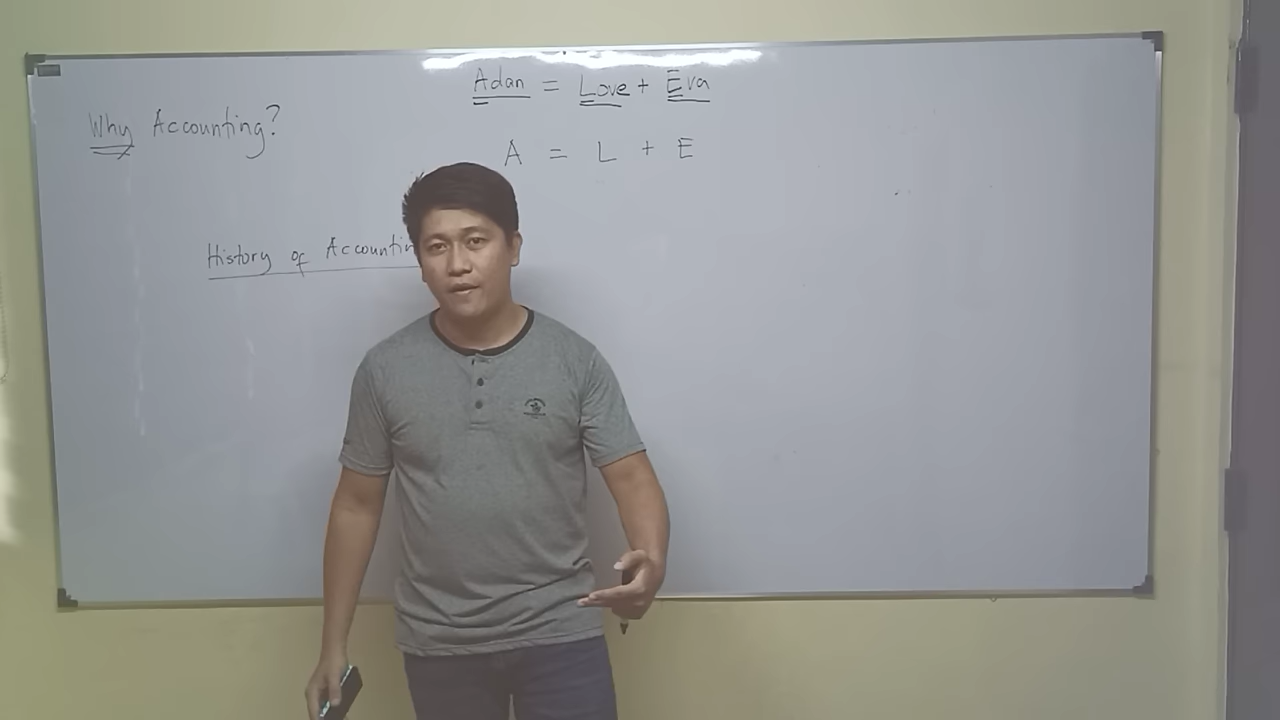 Adan = Love + Eva
Why Accounting?
A = L + E
History of